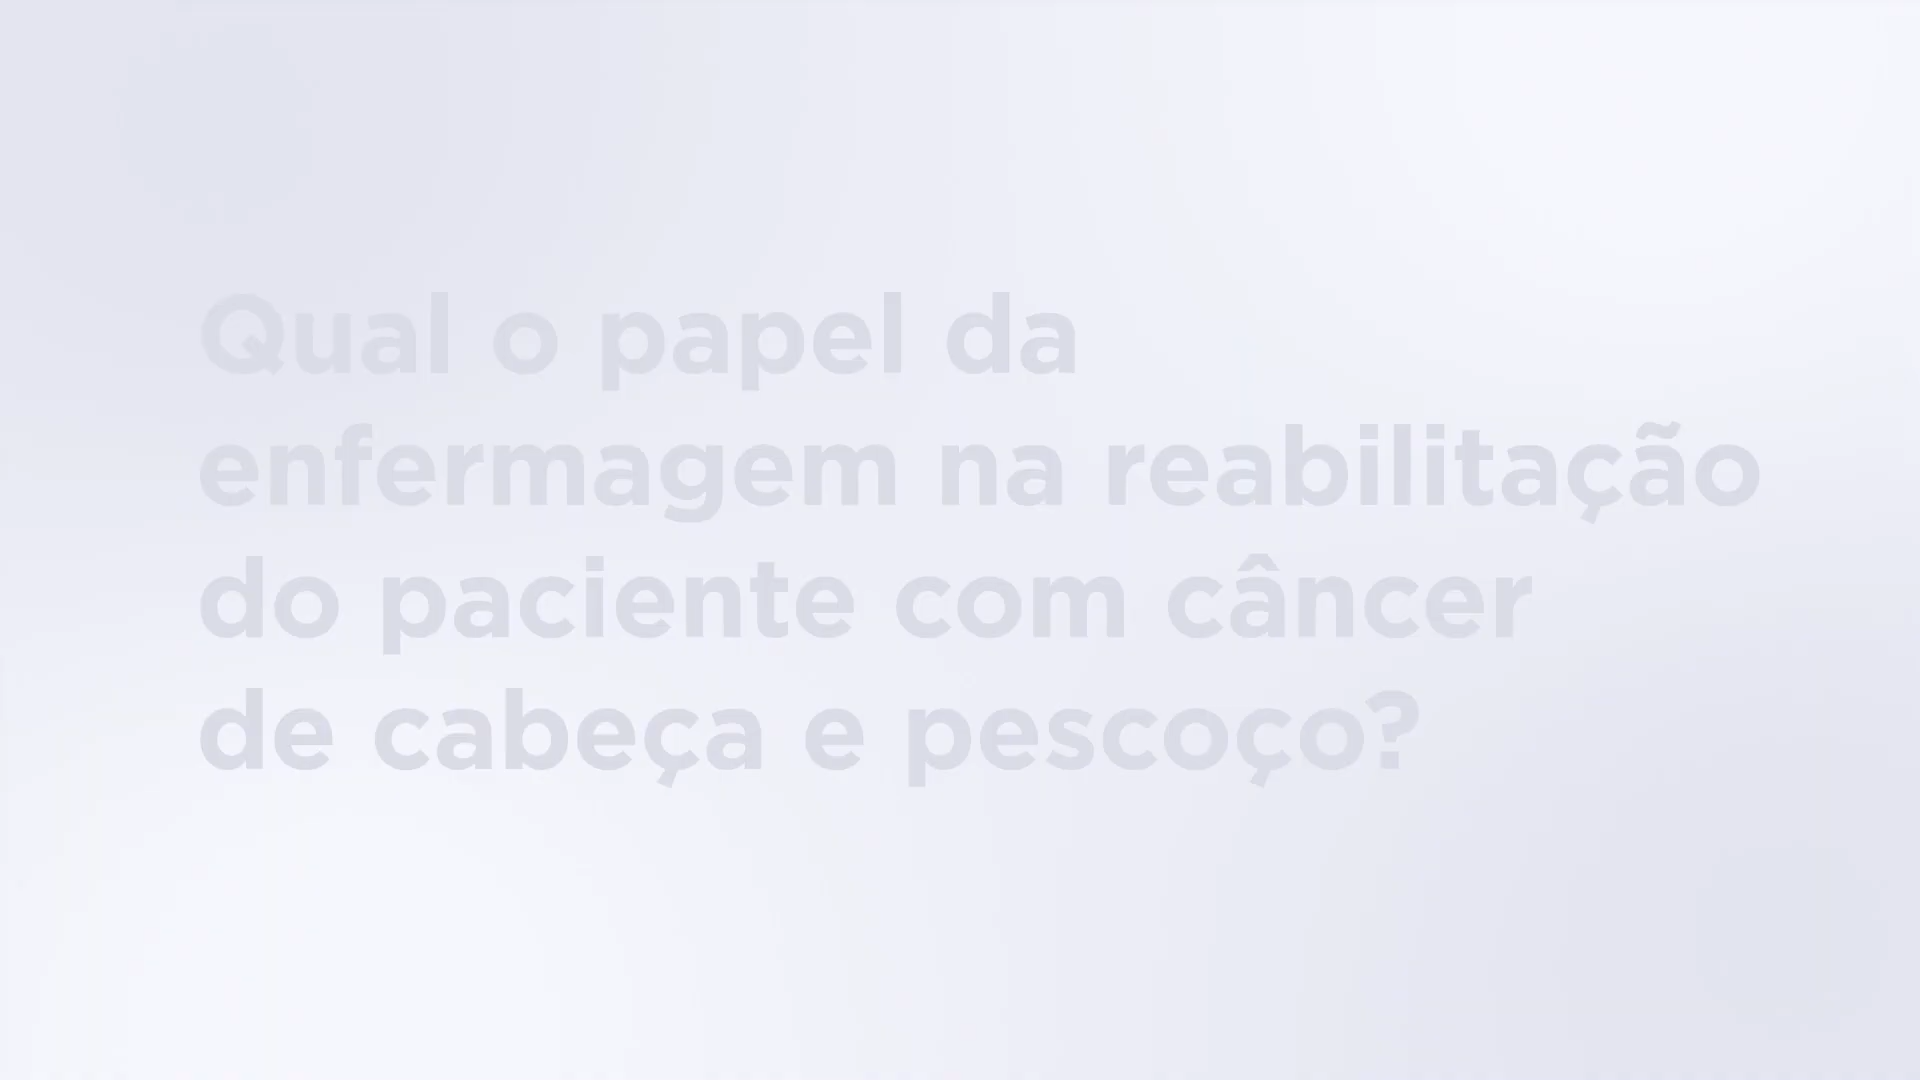 Qual o papel da
enfermagem na reabilitação
do paciente com câncer
de cabeça e pescoço?